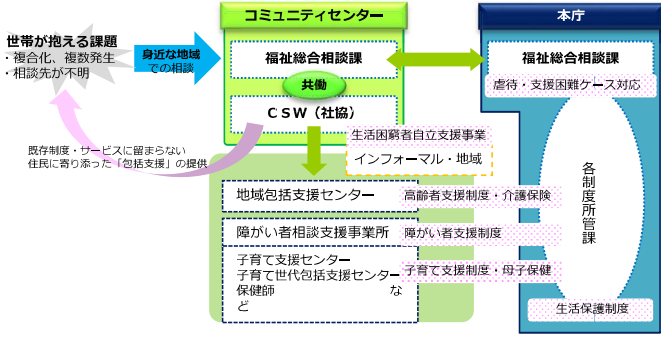 コミュニティセンター
本庁
世帯が抱える課題
・複合化、複数発生
・相談先が不明
身近な地域
での相談
福祉総合相談課
共働
ＣＳＷ（社協）
福祉総合相談課
虐待・支援困難ケース対応
既存制度・サービスに留まらない
住民に寄り添った「包括支援」の提供
生活困窮者自立支援事業
インフォーマル・地域
地域包括支援センター
高齢者支援制度・介護保険
障がい者相談支援事業所
障がい者支援制度
子育て支援センター
子育て世代包括支援センター
保健師 な
ど
子育て支援制度・母子保健
各制度所管課
生活保護制度